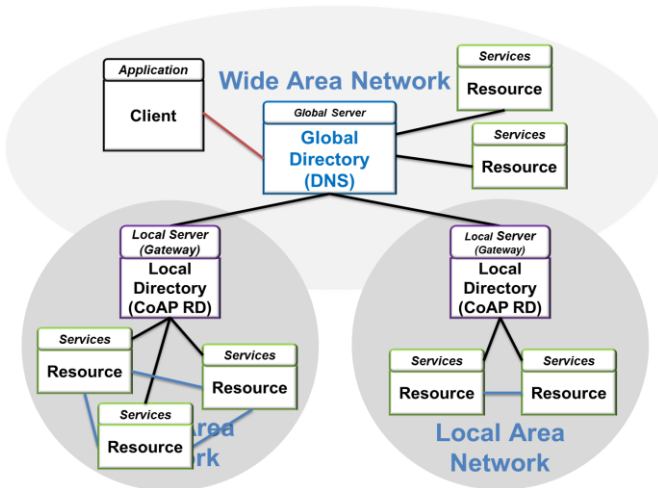 Application
Client
Wide Area Network
Services
Resource
Global Server
Global
Directory
(DNS)
Services
Resource
Local Server
(Gateway)
Local
Directory
(CoAP RD)
Services
Resource
Services
Resource
Services
Resource
Area
rk
Local Server
(Gateway)
Local
Directory
(CoAP RD)
Services
Resource
Services
Resource
Local Area
Network